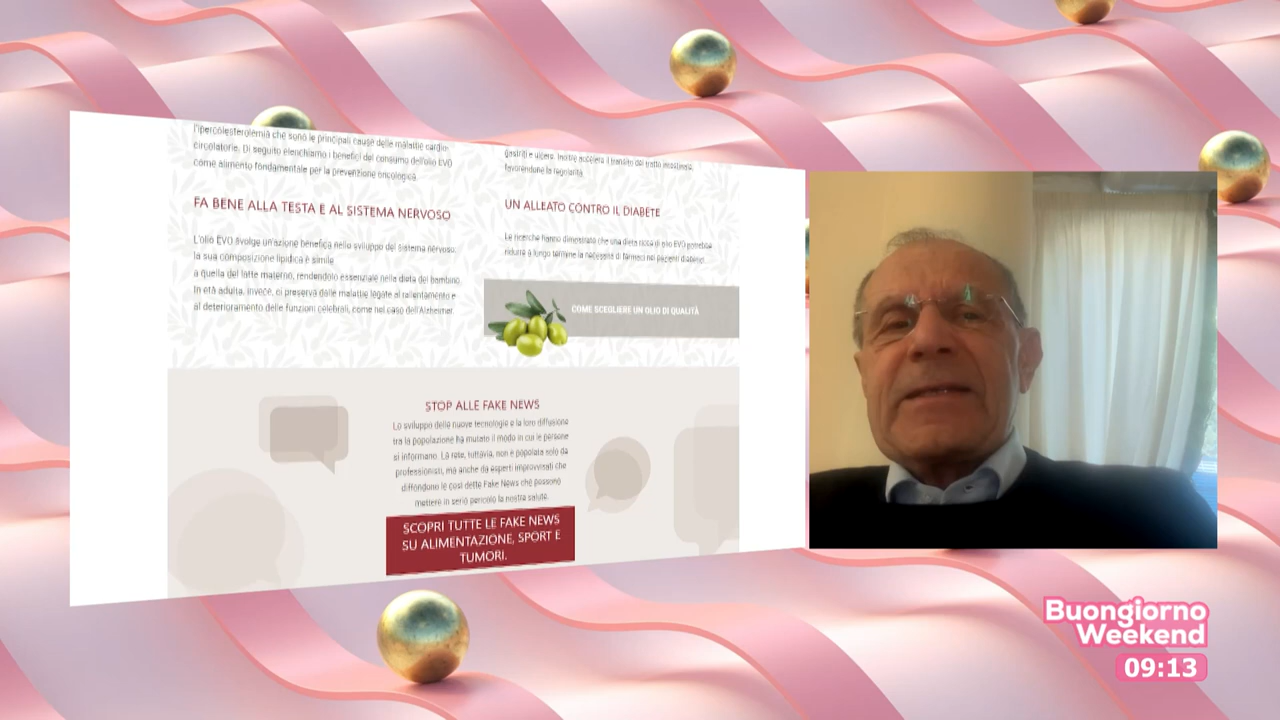 l'ipercolesterolemia che sono le principali cause delle malattie cardio
circolatorie. Di seguito elenchiamo i benefici del consumo dell'olio EVO
come alimento fondamentale per la prevenzione oncologica.
FA BENE ALLA TESTA E AL SISTEMA NERVOSO
L'olio EVO svolge un'azione benefica nello sviluppo del sistema nervoso:
la sua composizione lipidica è simile
a quella del latte materno, rendendolo essenziale nella dieta del bambino.
In età adulta, invece, ci preserva dalle malattie legate al rallentamento e
al deterioramento delle funzioni celebrali, come nel caso dell'Alzheimer.
gastriti e ulcere. Inoltre accelera il transito del tratto intestinale,
favorendone la regolarità.
UN ALLEATO CONTRO IL DIABETE
Le ricerche hanno dimostrato che una dieta ricca di olio EVO potrebbe
ridurre a lungo termine la necessità di farmaci nei pazienti diabetici.
COME SCEGLIERE UN OLIO DI QUALITÀ
STOP ALLE FAKE NEWS
Lo sviluppo delle nuove tecnologie e la loro diffusione
tra la popolazione ha mutato il modo in cui le persone
si informano. La rete, tuttavia, non è popolata solo da
professionisti, ma anche da esperti improvvisati che
diffondono le così dette Fake News che possono
mettere in serio pericolo la nostra salute.
SCOPRI TUTTE LE FAKE NEWS
SU ALIMENTAZIONE, SPORT E
TUMORI.
Buongiorno
Weekend
09:13